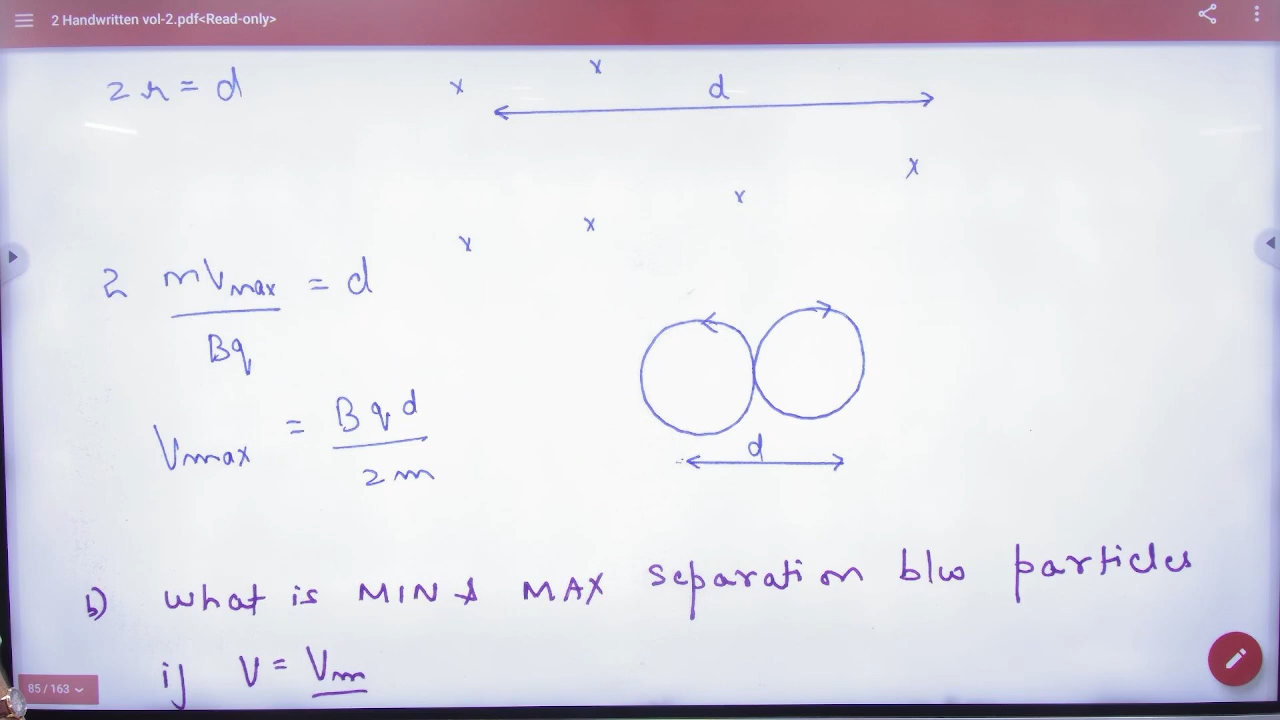 2 Handwritten vol-2.pdf<Read-only>
2r = d
x x
d
x x x x
2 mVmax / Bq = d
Vmax = Bqd / 2m
d
b) what is MIN & MAX separation b/w particles
if V = Vm
85 / 163